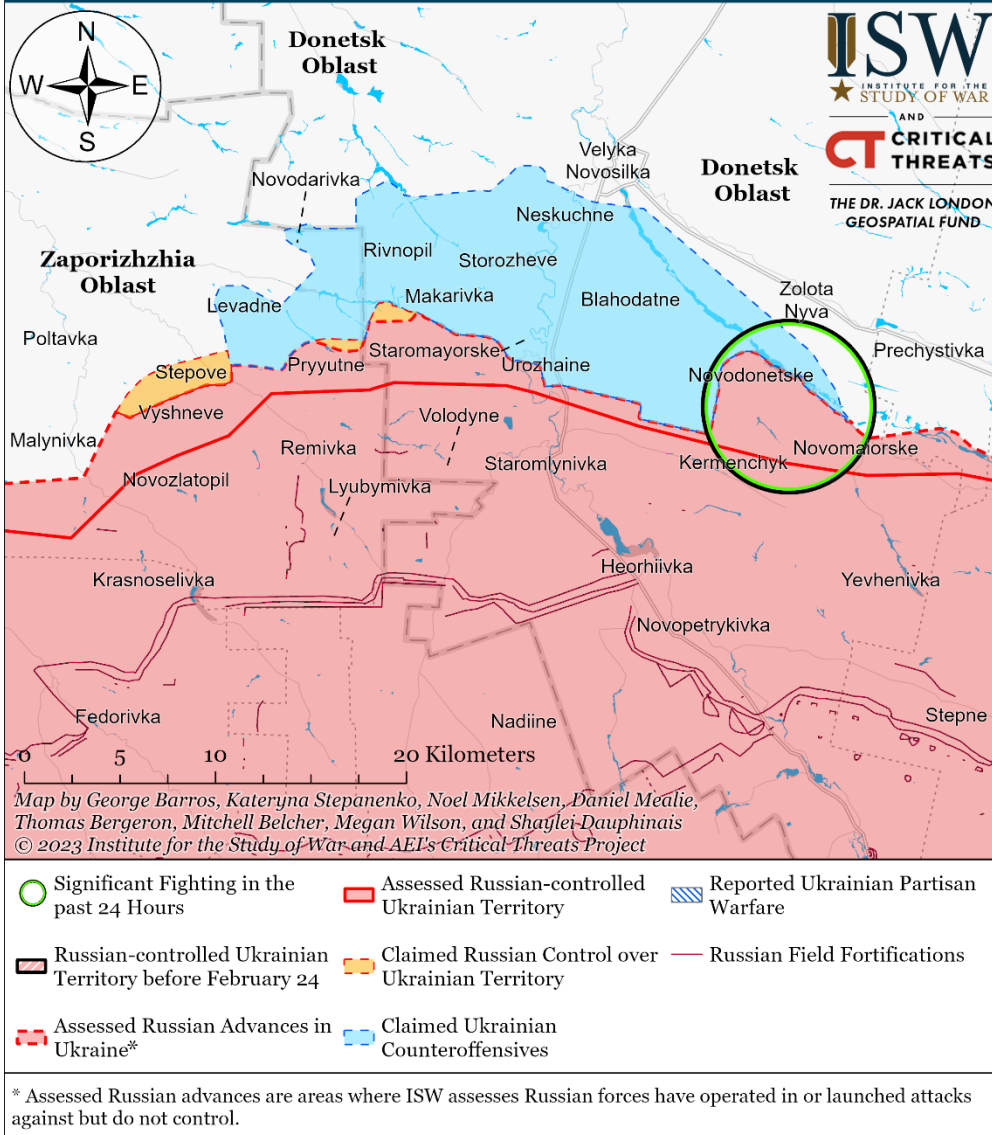 N
W E
S
Donetsk
Oblast
ISW
INSTITUTE FOR THE
STUDY OF WAR
AND
CT CRITICAL
THREATS
THE DR. JACK LONDON
GEOSPATIAL FUND
Velyka
Novosilka
Donetsk
Oblast
Novodarivka
Neskuchne
Rivnopil
Storozheve
Zaporizhzhia
Oblast
Makarivka
Blahodatne
Zolota
Nyva
Levadne
Poltavka
Staromayorske
Prechystivka
Pryyutne
Urozhaine
Stepove
Novodonetske
Vyshneve
Volodyne
Malynivka
Remivka
Novomaiorske
Staromlynivka
Kermenchyk
Novozlatopil
Lyubymivka
Heorhiivka
Krasnoselivka
Yevhenivka
Novopetrykivka
Fedorivka
Nadiine
Stepne
0 5 10 20 Kilometers
Map by George Barros, Kateryna Stepanenko, Noel Mikkelsen, Daniel Mealie,
Thomas Bergeron, Mitchell Belcher, Megan Wilson, and Shaylei Dauphinais
© 2023 Institute for the Study of War and AEI's Critical Threats Project
Significant Fighting in the
past 24 Hours
Assessed Russian-controlled
Ukrainian Territory
Reported Ukrainian Partisan
Warfare
Russian-controlled Ukrainian
Territory before February 24
Claimed Russian Control over
Ukrainian Territory
Russian Field Fortifications
Assessed Russian Advances in
Ukraine*
Claimed Ukrainian
Counteroffensives
* Assessed Russian advances are areas where ISW assesses Russian forces have operated in or launched attacks
against but do not control.